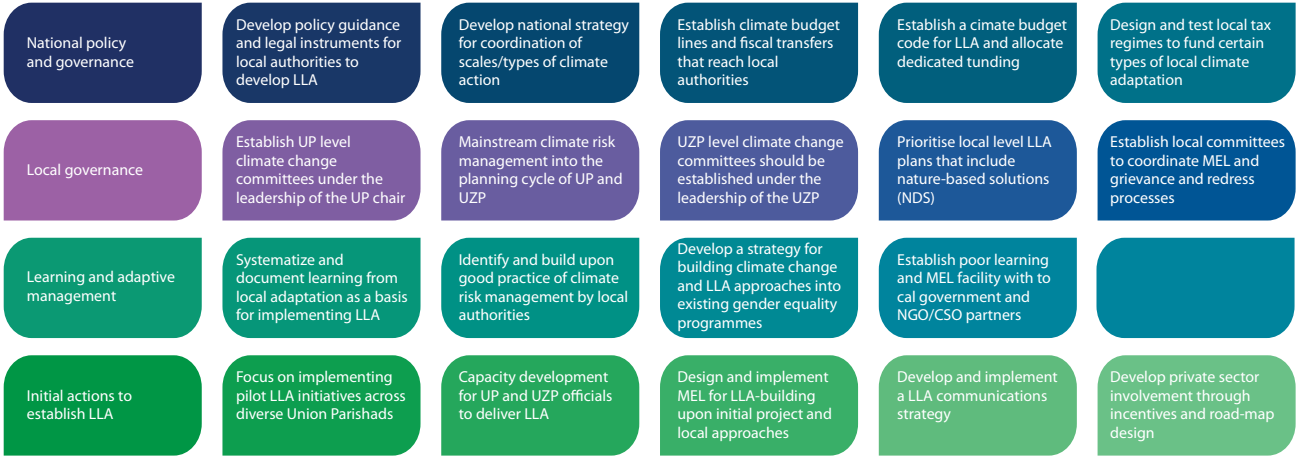 National policy
and governance
Develop policy guidance
and legal instruments for
local authorities to
develop LLA
Develop national strategy
for coordination of
scales/types of climate
action
Establish climate budget
lines and fiscal transfers
that reach local
authorities
Establish a cimate budget
code for LLA and allocate
dedicated tunding
Design and test local tax
regimes to fund certain
types of local climate
adaptation
Local governance
Establish UP level
climate change
committees under the
leadership of the UP chair
Mainstream climate risk
management into the
planning cycle of UP and
UZP
UZP level climate change
committees should be
established under the
leadership of the UZP
Prioritise local level LLA
plans that include
nature-based solutions
(NDS)
Establish local committees
to coordinate MEL and
grievance and redress
processes
Learning and adaptive
management
Systematize and
document learning from
local adaptation as a basis
for implementing LLA
Identify and build upon
good practice of climate
risk management by local
authorities
Develop a strategy for
building climate change
and LLA approaches into
existing gender equality
programmes
Establish poor learning
and MEL facility with to
cal government and
NGO/CSO partners
Initial actions to
establish LLA
Focus on implementing
pilot LLA initiatives across
diverse Union Parishads
Capacity development
for UP and UZP officials
to deliver LLA
Design and implement
MEL for LLA-building
upon initial project and
local approaches
Develop and implement
a LLA communications
strategy
Develop private sector
involvement through
incentives and road-map
design